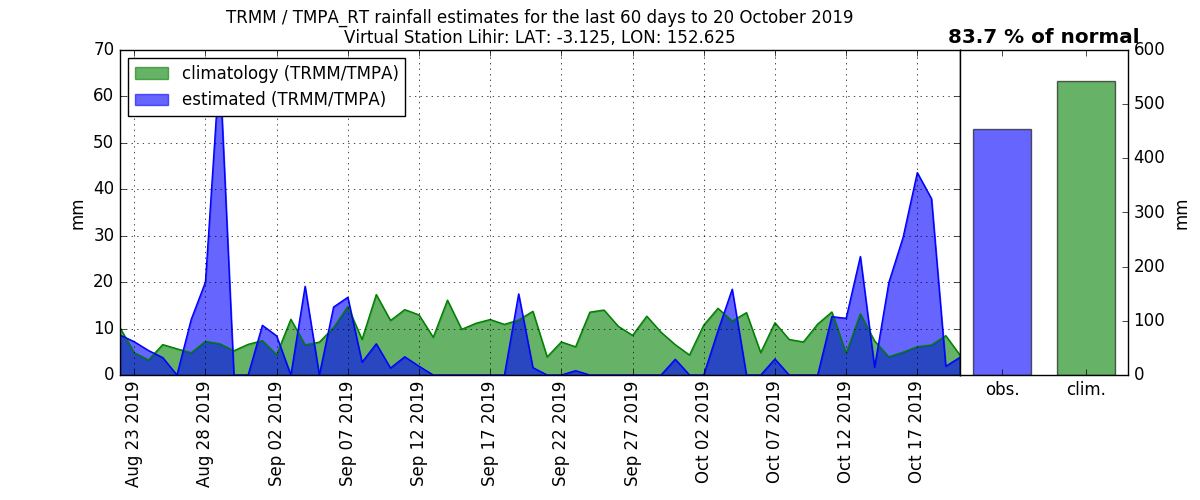 TRMM / TMPA_RT rainfall estimates for the last 60 days to 20 October 2019
Virtual Station Lihir: LAT: -3.125, LON: 152.625
83.7 % of normal
climatology (TRMM/TMPA)
estimated (TRMM/TMPA)
70
60
50
40
30
20
10
0
mm
Aug 23 2019
Aug 28 2019
Sep 02 2019
Sep 07 2019
Sep 12 2019
Sep 17 2019
Sep 22 2019
Sep 27 2019
Oct 02 2019
Oct 07 2019
Oct 12 2019
Oct 17 2019
obs.
clim.
600
500
400
300
200
100
0
mm